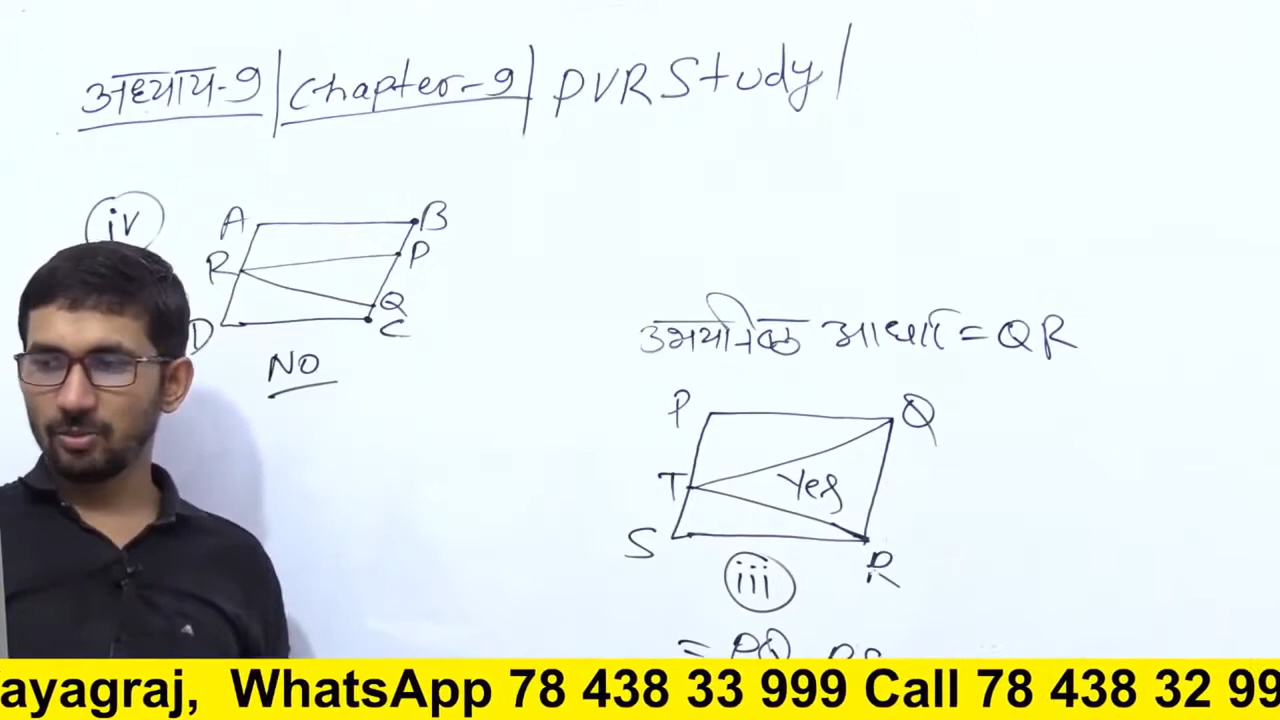 अध्याय-9 | Chapter-9 | PVR Study |
iv
A B
R P
Q
D C
NO
उभयनिष्ठ आधार = QR
P Q
T Yes
S R
iii
= PQ
ayagraj, WhatsApp 78 438 33 999 Call 78 438 32 99